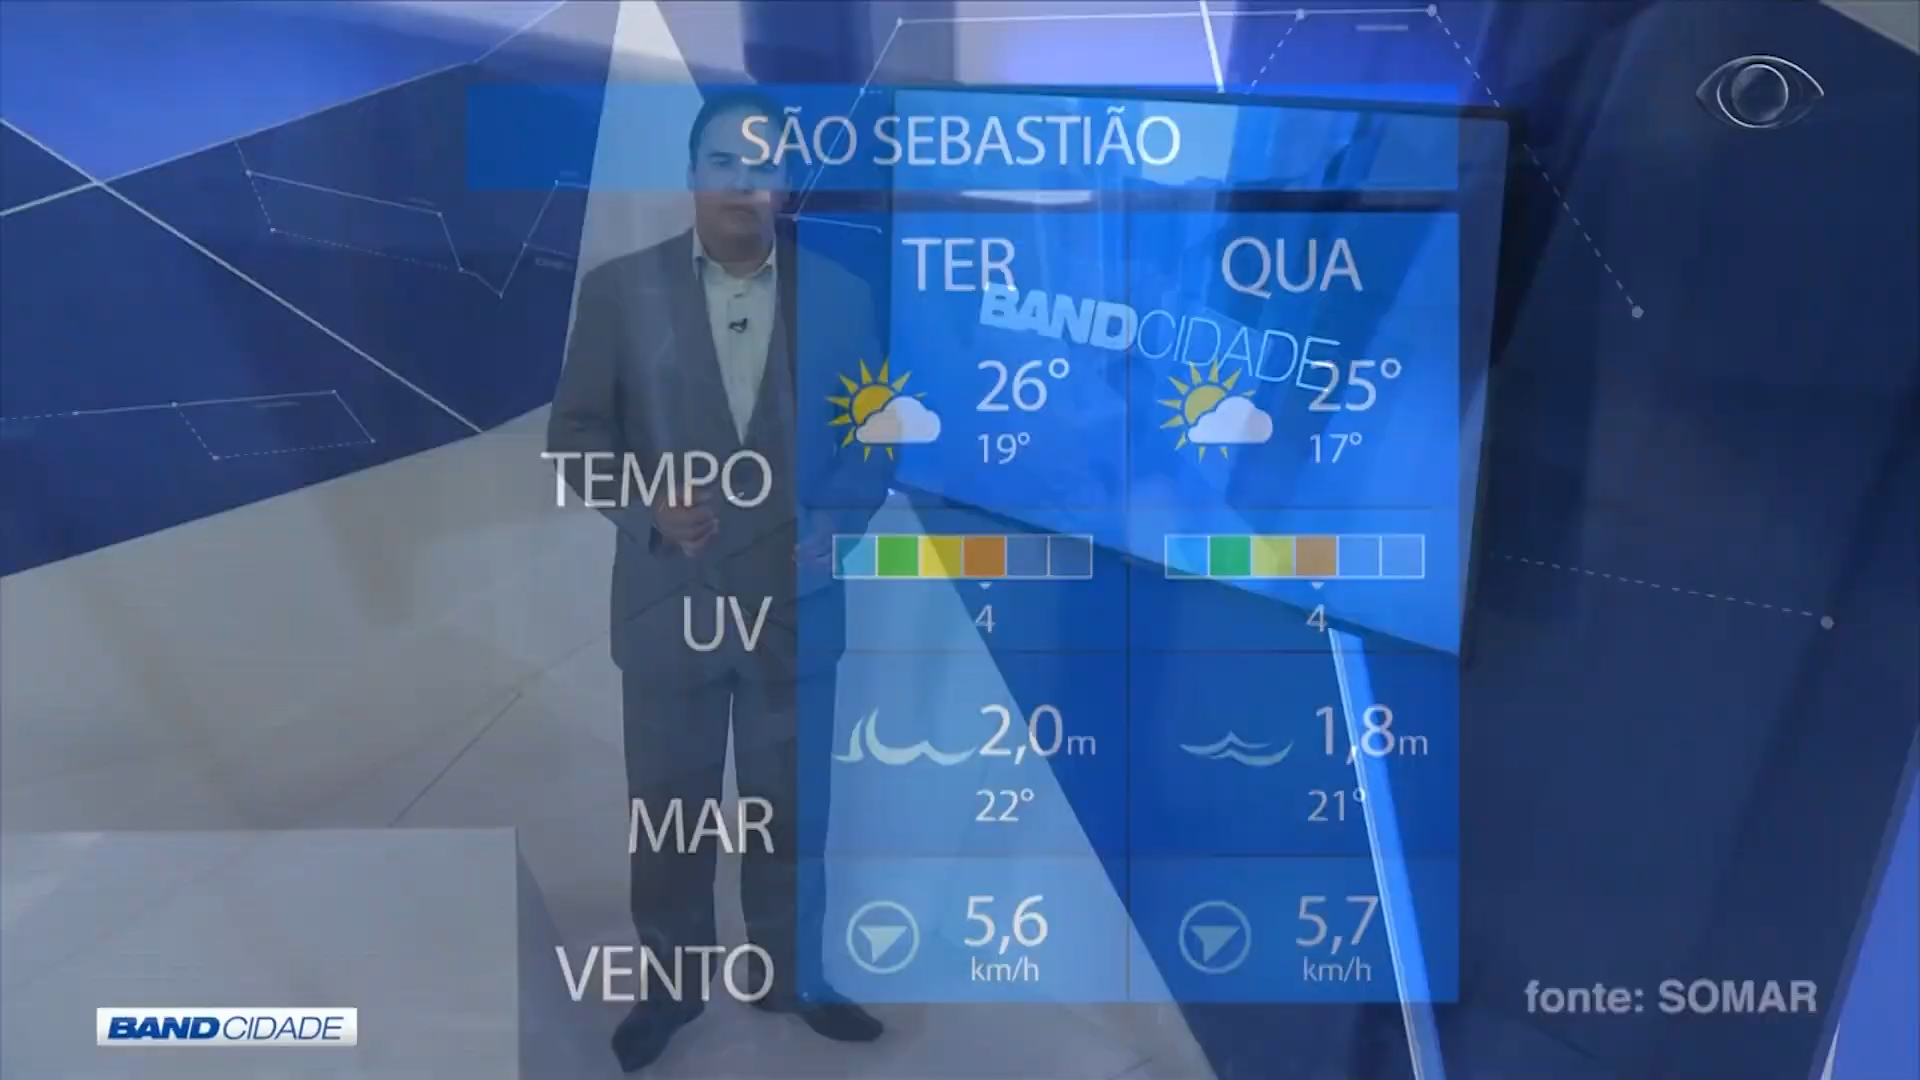 SÃO SEBASTIÃO
TER QUA
BANDCIDADE
26° 25°
19° 17°
TEMPO
UV
4 4
2,0m 1,8m
22° 21°
MAR
5,6 5,7
km/h km/h
VENTO
fonte: SOMAR
BANDCIDADE